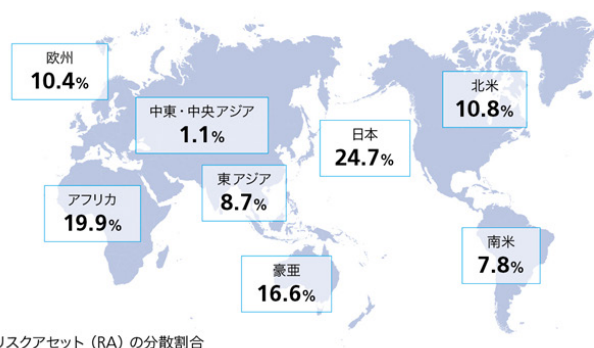 欧州
10.4%
中東・中央アジア
1.1%
北米
10.8%
日本
24.7%
東アジア
8.7%
アフリカ
19.9%
南米
7.8%
豪亜
16.6%
リスクアセット（RA）の分散割合